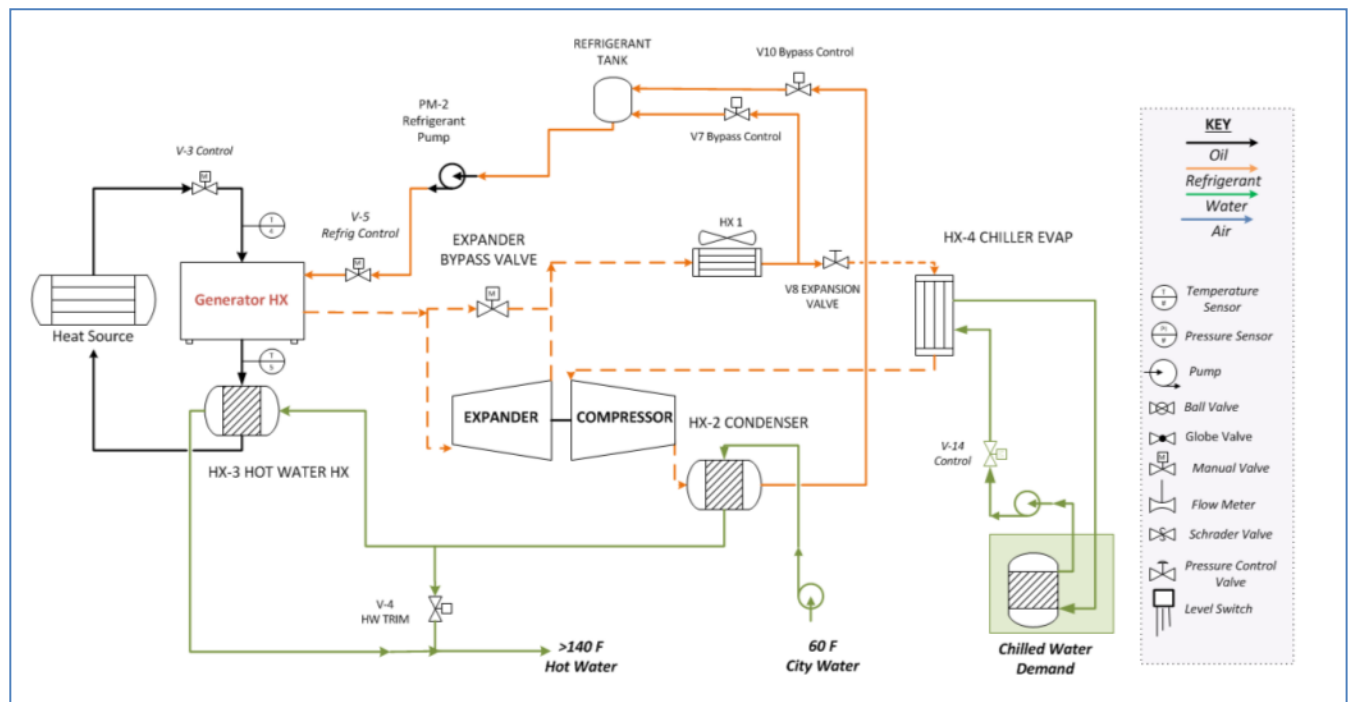 REFRIGERANT
TANK
V10 Bypass Control
PM-2
Refrigerant
Pump
V7 Bypass Control
V-3 Control
V-5
Refrig Control
EXPANDER
BYPASS VALVE
HX 1
HX-4 CHILLER EVAP
V8 EXPANSION
VALVE
T
4
Generator HX
Heat Source
T
5
EXPANDER
COMPRESSOR
HX-2 CONDENSER
HX-3 HOT WATER HX
V-14
Control
V-4
HW TRIM
>140 F
Hot Water
60 F
City Water
Chilled Water
Demand
KEY
Oil
Refrigerant
Water
Air
T
#
Temperature
Sensor
#
Pressure Sensor
Pump
Ball Valve
Globe Valve
M
Manual Valve
Flow Meter
S
Schrader Valve
Pressure Control
Valve
Level Switch
M
M
M